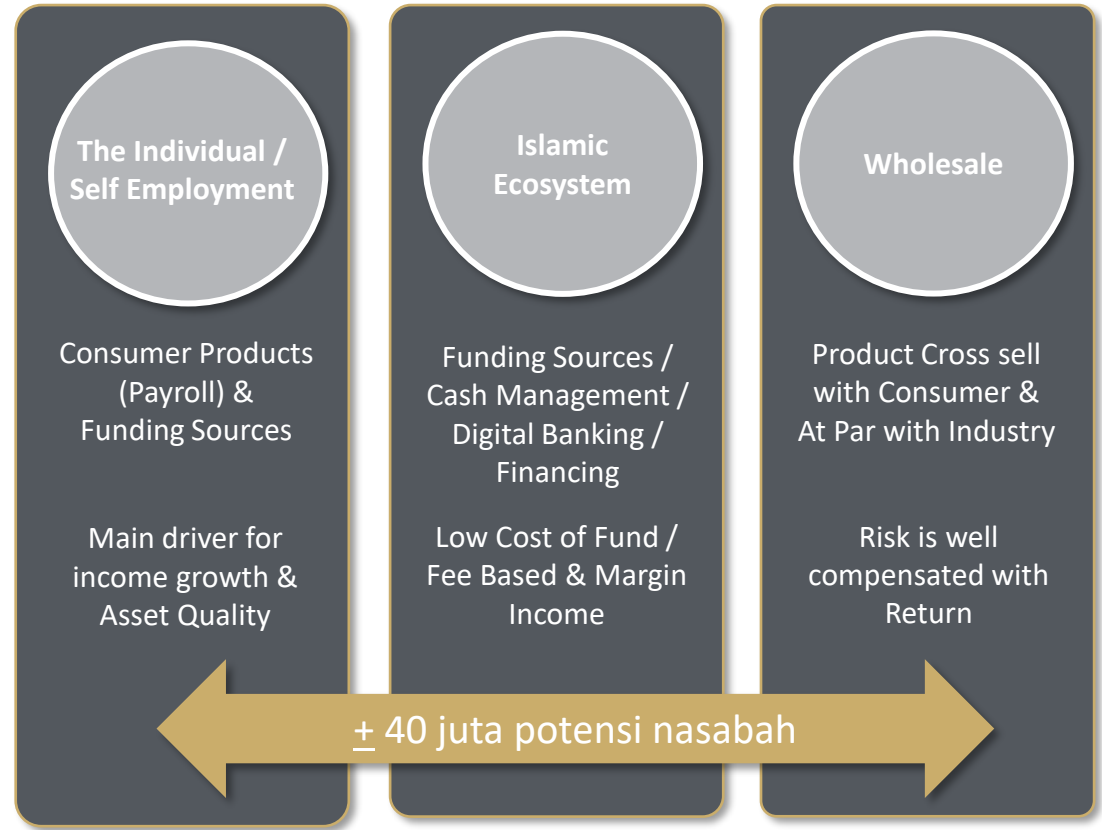 The Individual /
Self Employment
Consumer Products
(Payroll) &
Funding Sources
Main driver for
income growth &
Asset Quality
Islamic
Ecosystem
Funding Sources /
Cash Management /
Digital Banking /
Financing
Low Cost of Fund /
Fee Based & Margin
Income
Wholesale
Product Cross sell
with Consumer &
At Par with Industry
Risk is well
compensated with
Return
± 40 juta potensi nasabah